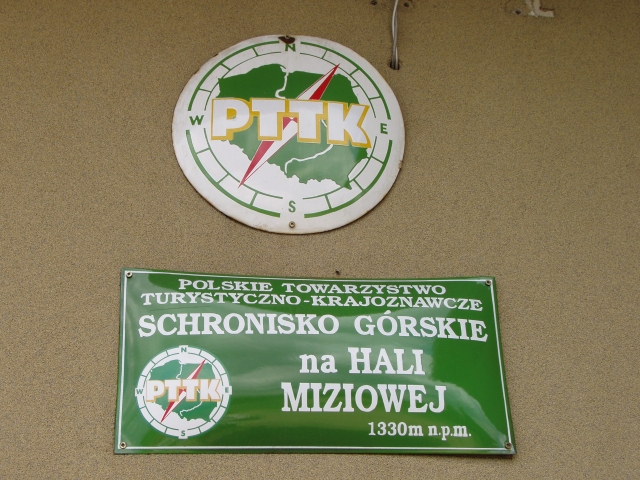 N
W PTTK E
S
POLSKIE TOWARZYSTWO
TURYSTYCZNO-KRAJOZNAWCZE
SCHRONISKO GÓRSKIE
na HALI
MIZIOWEJ
1330m n.p.m.
N
W PTTK E
S